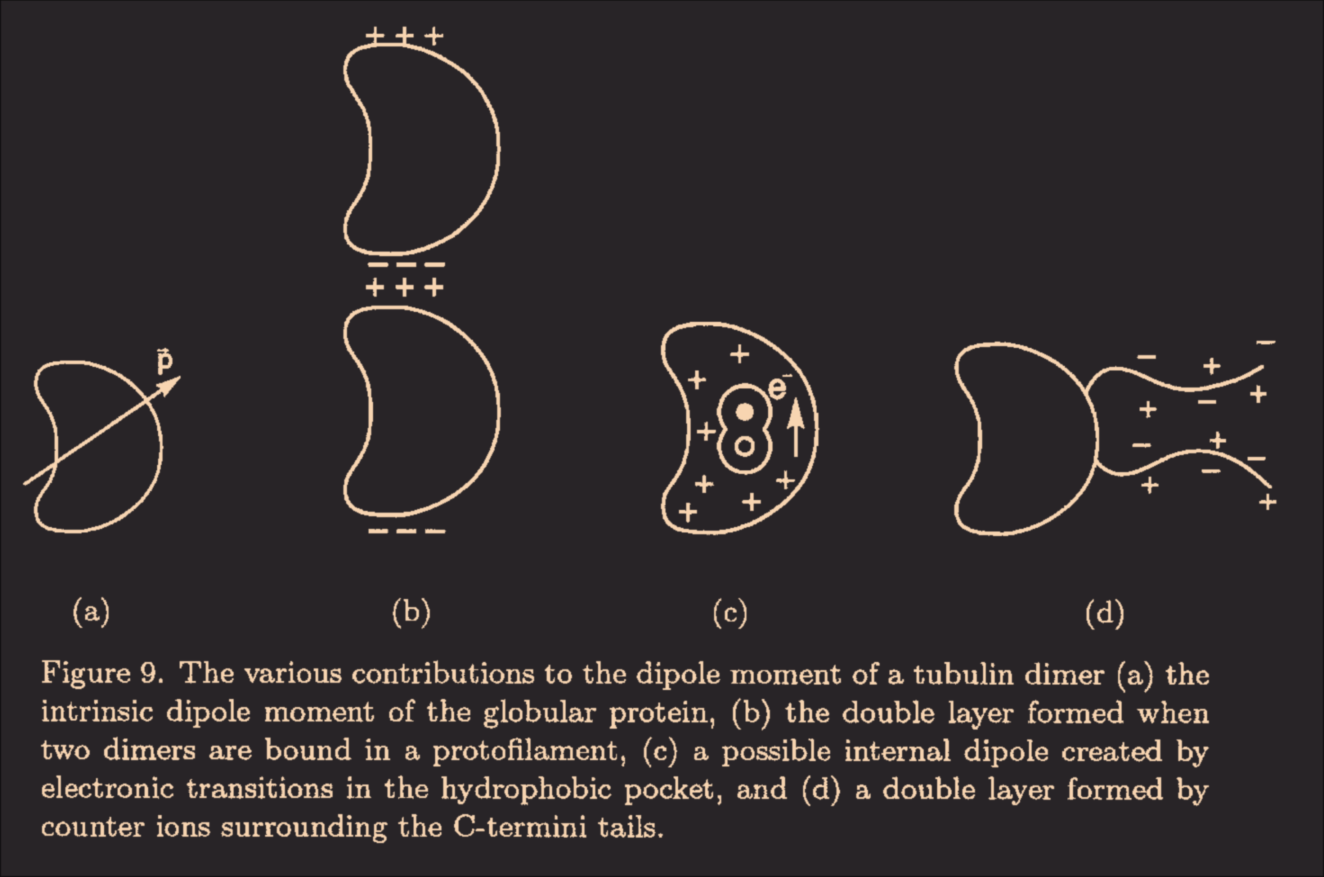 + + +
− − −
+ + +
p⃗
+
+
e⁻
+
+
+
+
+
− − −
−
+
−
+
−
+
−
+
−
−
+
+
(a) (b) (c) (d)
Figure 9. The various contributions to the dipole moment of a tubulin dimer (a) the
intrinsic dipole moment of the globular protein, (b) the double layer formed when
two dimers are bound in a protofilament, (c) a possible internal dipole created by
electronic transitions in the hydrophobic pocket, and (d) a double layer formed by
counter ions surrounding the C-termini tails.